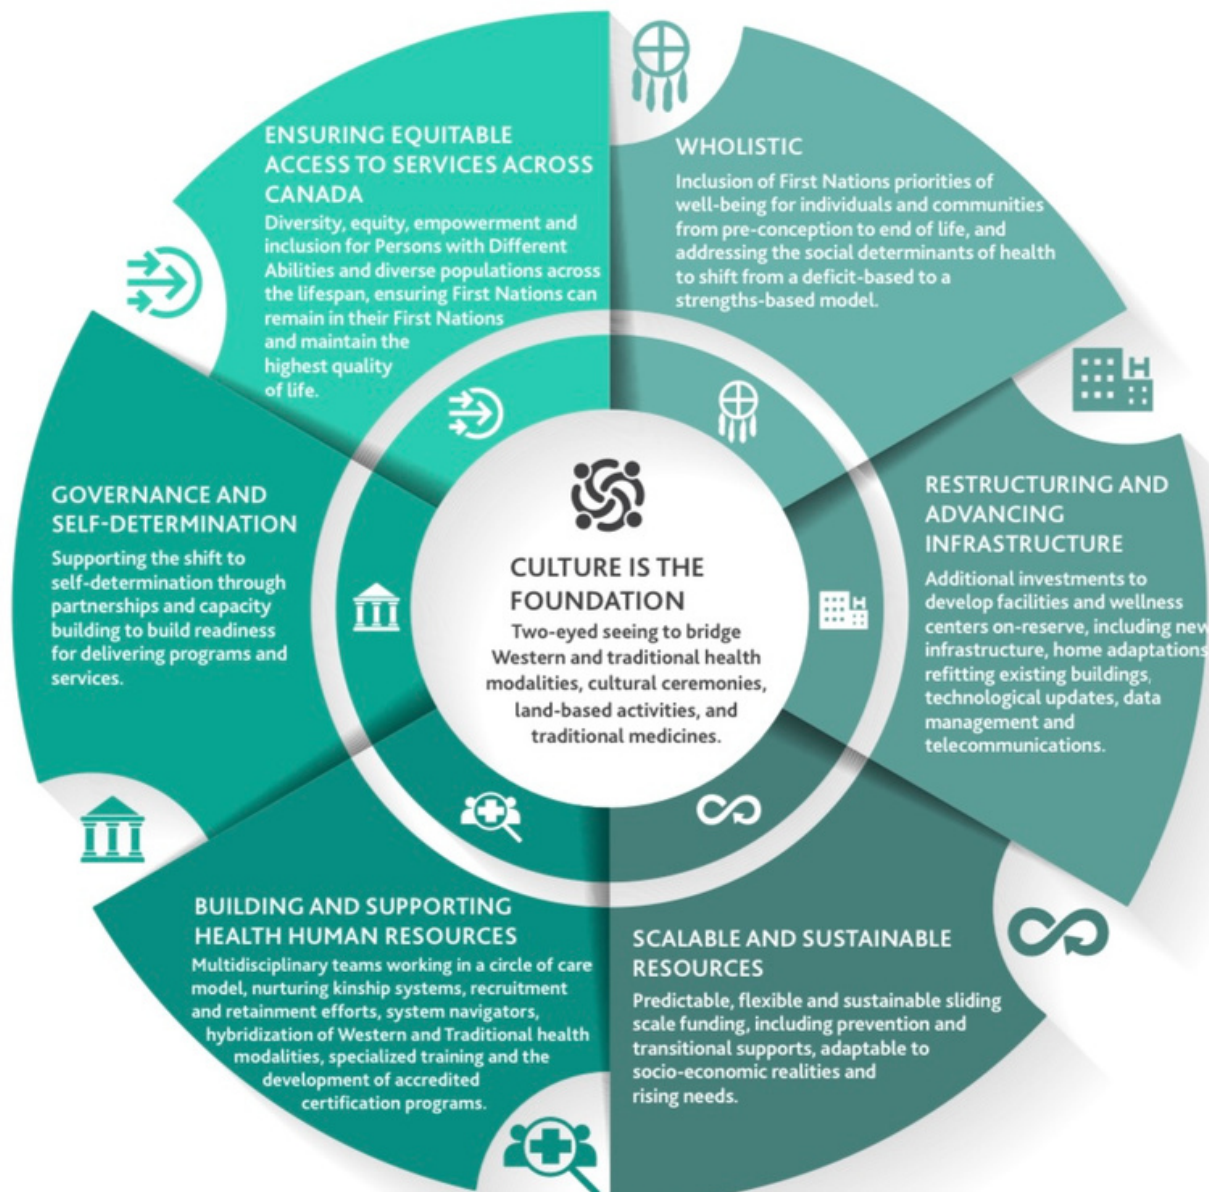 ENSURING EQUITABLE
ACCESS TO SERVICES ACROSS
CANADA
Diversity, equity, empowerment and
inclusion for Persons with Different
Abilities and diverse populations across
the lifespan, ensuring First Nations can
remain in their First Nations
and maintain the
highest quality
of life.
WHOLISTIC
Inclusion of First Nations priorities of
well-being for individuals and communities
from pre-conception to end of life, and
addressing the social determinants of health
to shift from a deficit-based to a
strengths-based model.
RESTRUCTURING AND
ADVANCING
INFRASTRUCTURE
Additional investments to
develop facilities and wellness
centers on-reserve, including new
infrastructure, home adaptations
refitting existing buildings,
technological updates, data
management and
telecommunications.
SCALABLE AND SUSTAINABLE
RESOURCES
Predictable, flexible and sustainable sliding
scale funding, including prevention and
transitional supports, adaptable to
socio-economic realities and
rising needs.
BUILDING AND SUPPORTING
HEALTH HUMAN RESOURCES
Multidisciplinary teams working in a circle of care
model, nurturing kinship systems, recruitment
and retainment efforts, system navigators,
hybridization of Western and Traditional health
modalities, specialized training and the
development of accredited
certification programs.
GOVERNANCE AND
SELF-DETERMINATION
Supporting the shift to
self-determination through
partnerships and capacity
building to build readiness
for delivering programs and
services.
CULTURE IS THE
FOUNDATION
Two-eyed seeing to bridge
Western and traditional health
modalities, cultural ceremonies,
land-based activities, and
traditional medicines.
H